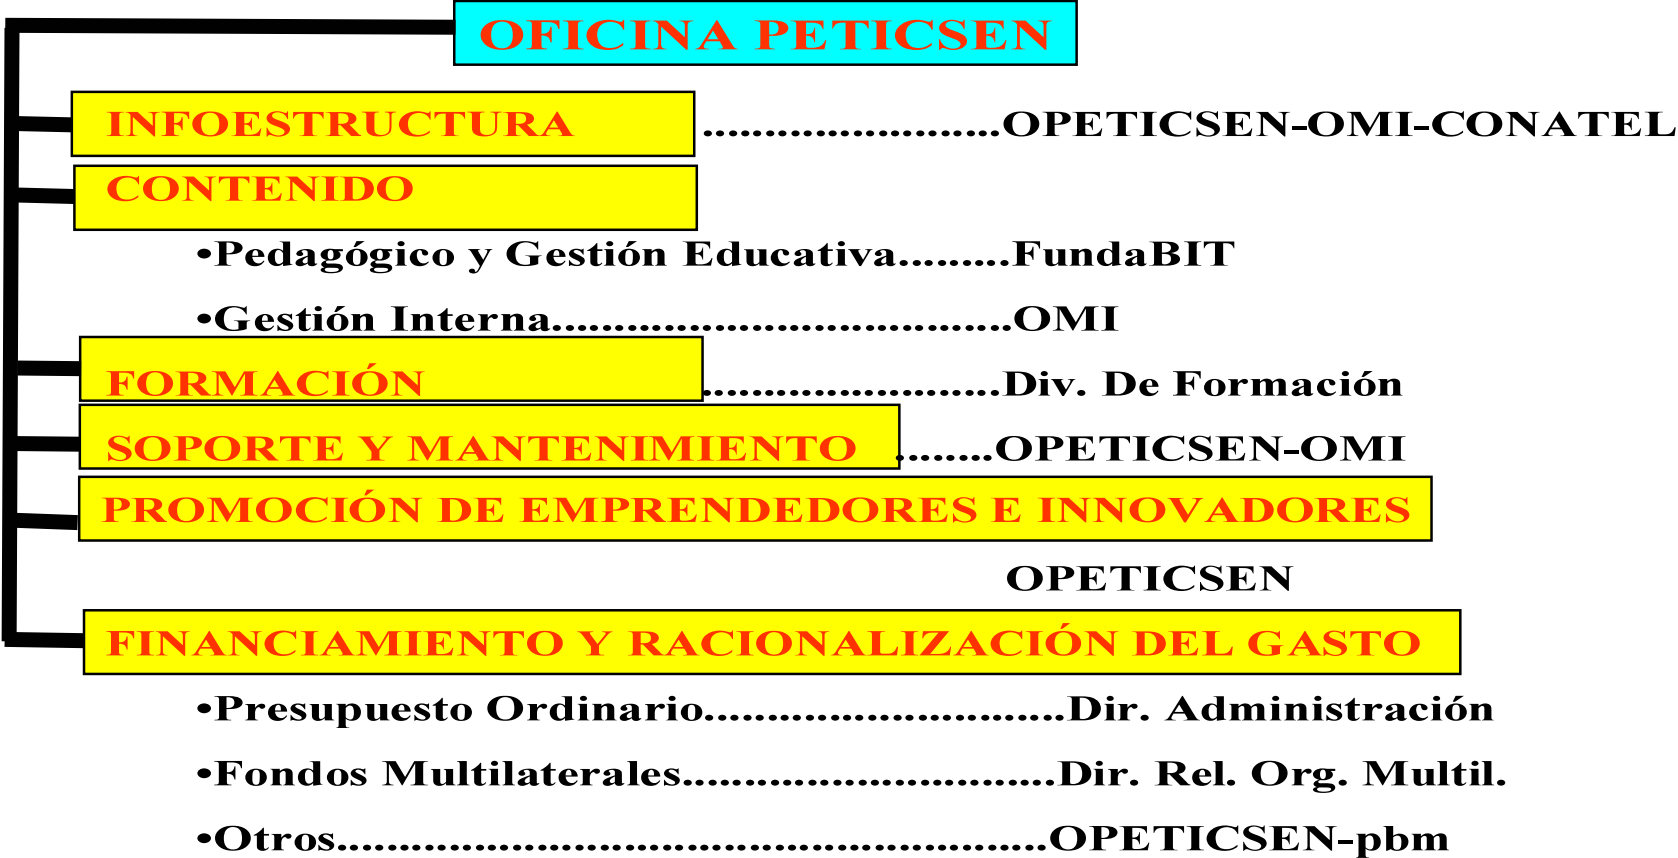 OFICINA PETICSEN
INFOESTRUCTURA ........................OPETICSEN-OMI-CONATEL
CONTENIDO
•Pedagógico y Gestión Educativa.........FundaBIT
•Gestión Interna.....................................OMI
FORMACIÓN ........................Div. De Formación
SOPORTE Y MANTENIMIENTO ........OPETICSEN-OMI
PROMOCIÓN DE EMPRENDEDORES E INNOVADORES
OPETICSEN
FINANCIAMIENTO Y RACIONALIZACIÓN DEL GASTO
•Presupuesto Ordinario.............................Dir. Administración
•Fondos Multilaterales..............................Dir. Rel. Org. Multil.
•Otros.........................................................OPETICSEN-pbm